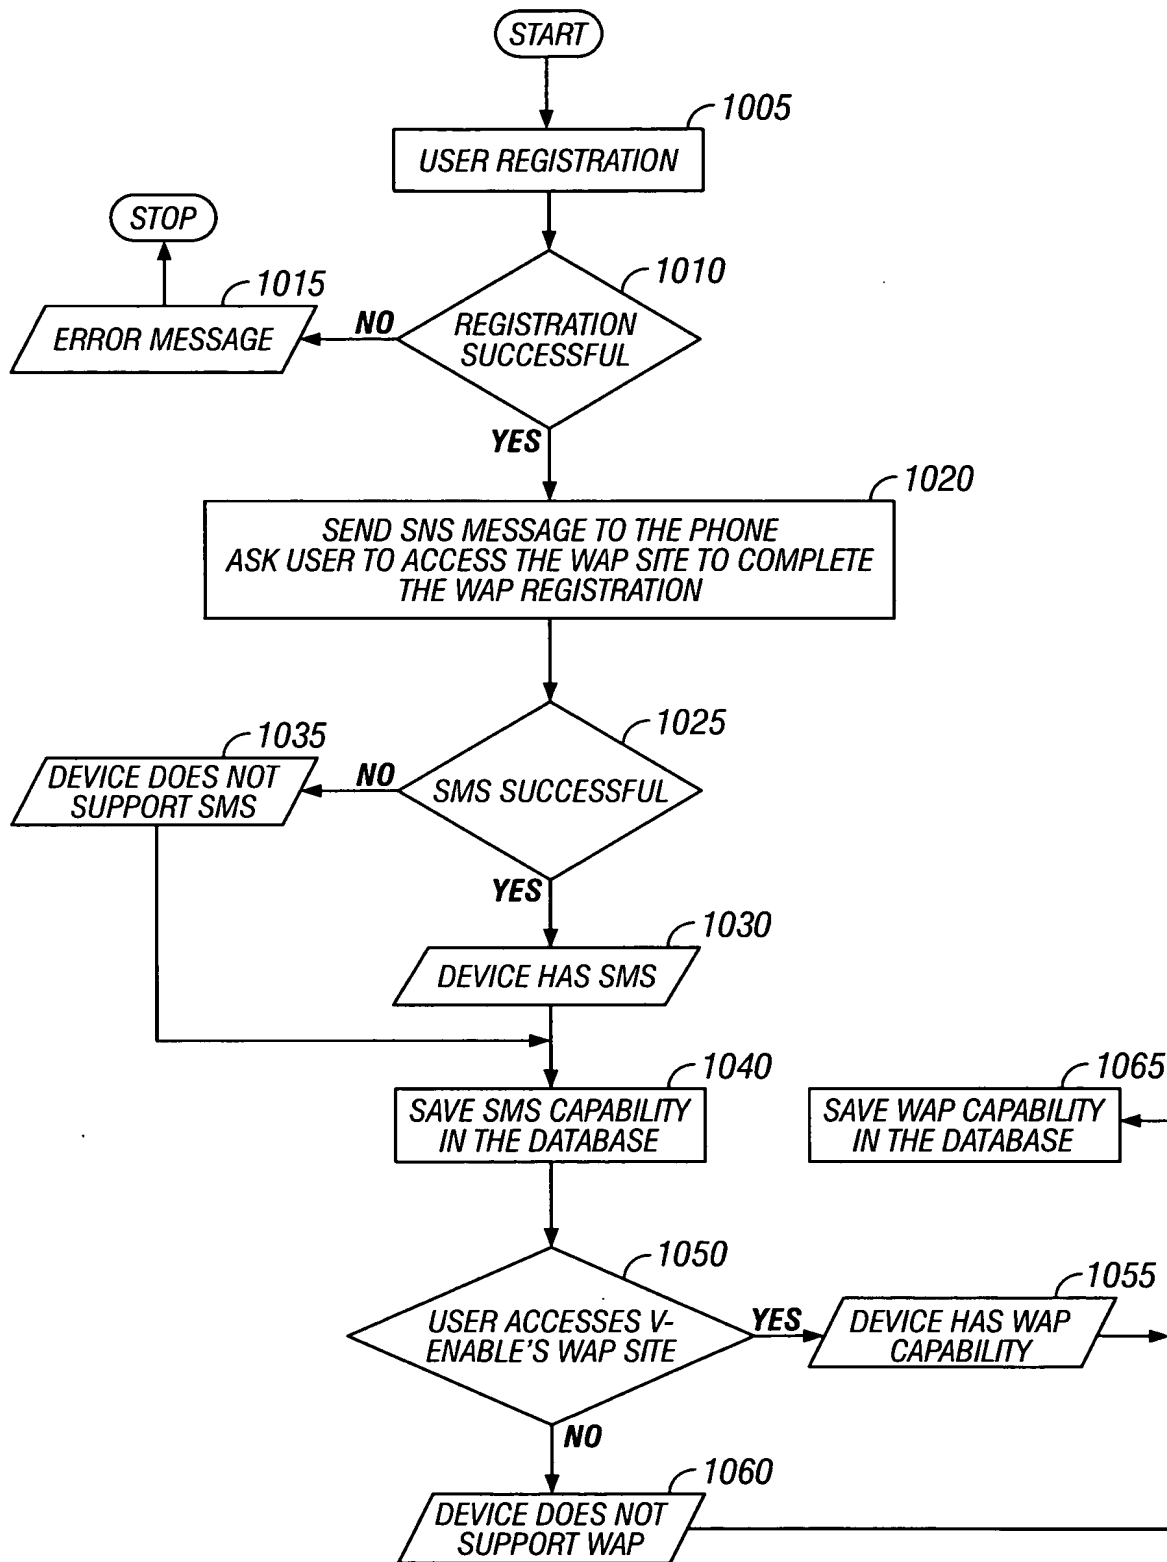 START
1005
USER REGISTRATION
STOP
1010
1015
REGISTRATION
SUCCESSFUL
NO
ERROR MESSAGE
YES
1020
SEND SNS MESSAGE TO THE PHONE
ASK USER TO ACCESS THE WAP SITE TO COMPLETE
THE WAP REGISTRATION
1025
1035
SMS SUCCESSFUL
NO
DEVICE DOES NOT
SUPPORT SMS
YES
1030
DEVICE HAS SMS
1040
SAVE SMS CAPABILITY
IN THE DATABASE
1065
SAVE WAP CAPABILITY
IN THE DATABASE
1050
USER ACCESSES V-
ENABLE'S WAP SITE
YES
1055
DEVICE HAS WAP
CAPABILITY
NO
1060
DEVICE DOES NOT
SUPPORT WAP